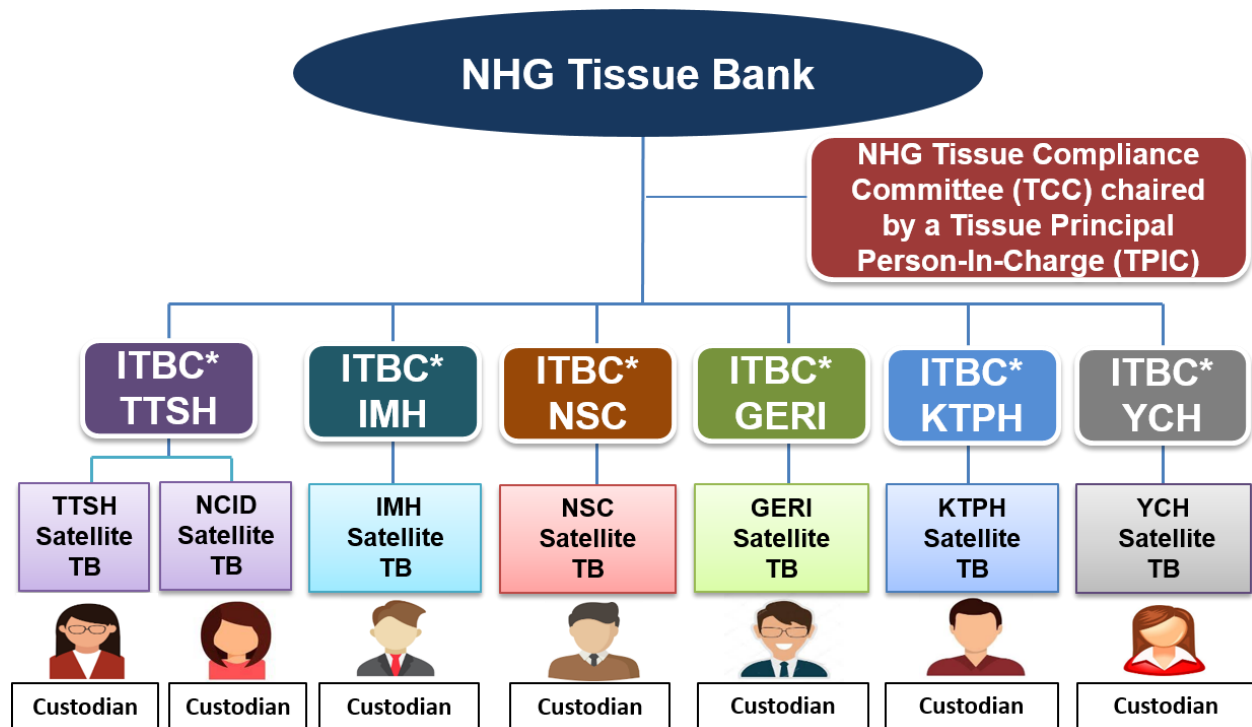 NHG Tissue Bank
NHG Tissue Compliance
Committee (TCC) chaired
by a Tissue Principal
Person-In-Charge (TPIC)
ITBC*
TTSH
ITBC*
IMH
ITBC*
NSC
ITBC*
GERI
ITBC*
KTPH
ITBC*
YCH
TTSH
Satellite
TB
NCID
Satellite
TB
IMH
Satellite
TB
NSC
Satellite
TB
GERI
Satellite
TB
KTPH
Satellite
TB
YCH
Satellite
TB
Custodian
Custodian
Custodian
Custodian
Custodian
Custodian
Custodian